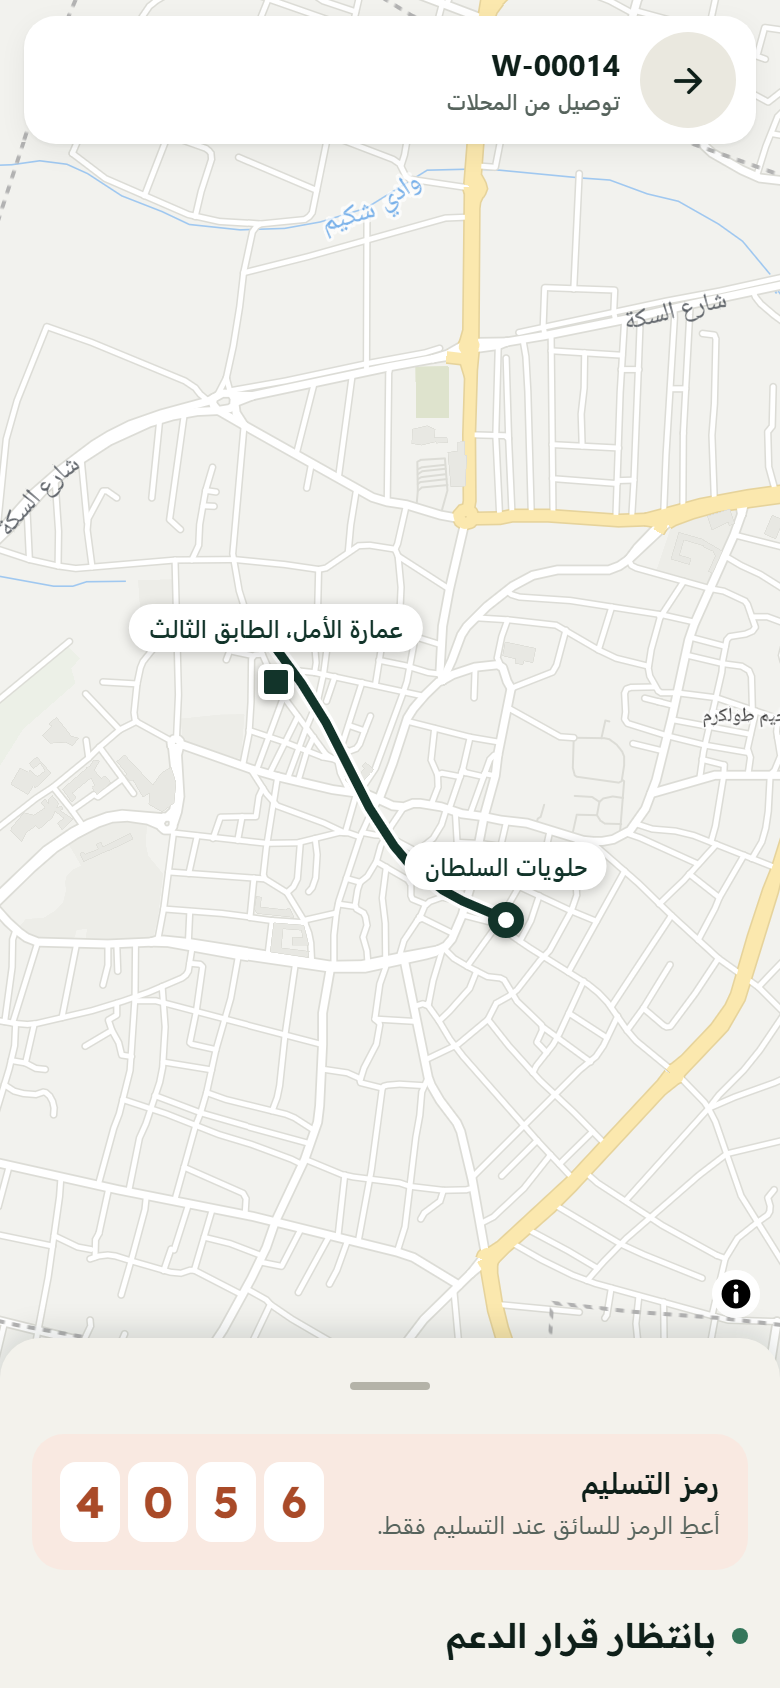 W-00014
توصيل من المحلات
وادي شكيم
شارع السكة
شارع السكة
عمارة الأمل، الطابق الثالث
طولكرم
حلويات السلطان
رمز التسليم
أعطِ الرمز للسائق عند التسليم فقط.
4 0 5 6
بانتظار قرار الدعم